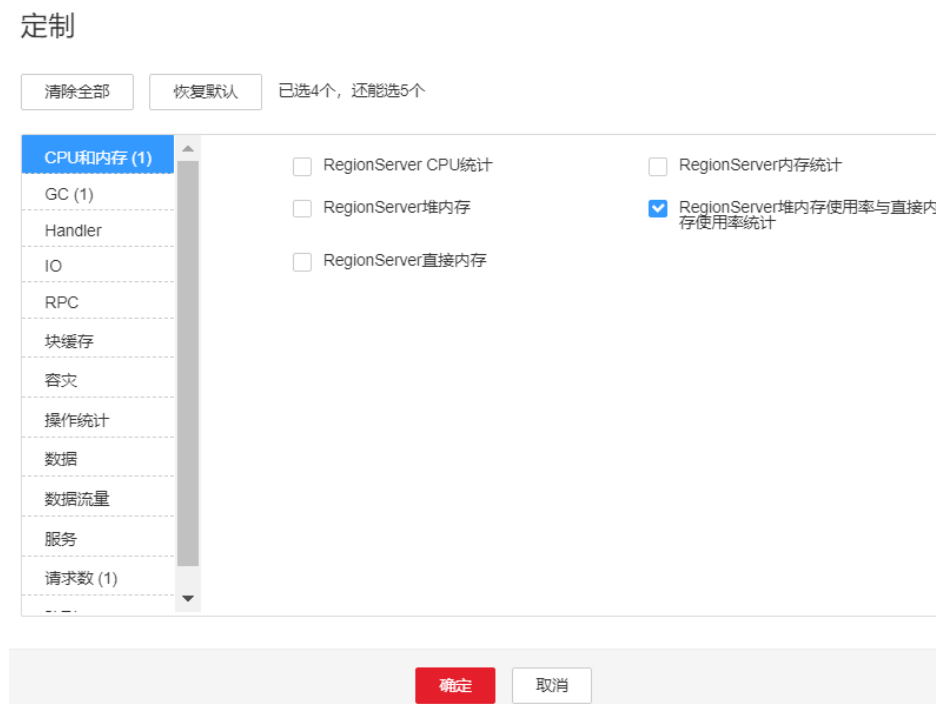 定制
清除全部
恢复默认
已选4个，还能选5个
CPU和内存 (1)
GC (1)
Handler
IO
RPC
块缓存
容灾
操作统计
数据
数据流量
服务
请求数 (1)
RegionServer CPU统计
RegionServer内存统计
RegionServer堆内存
RegionServer堆内存使用率与直接内
存使用率统计
RegionServer直接内存
确定
取消